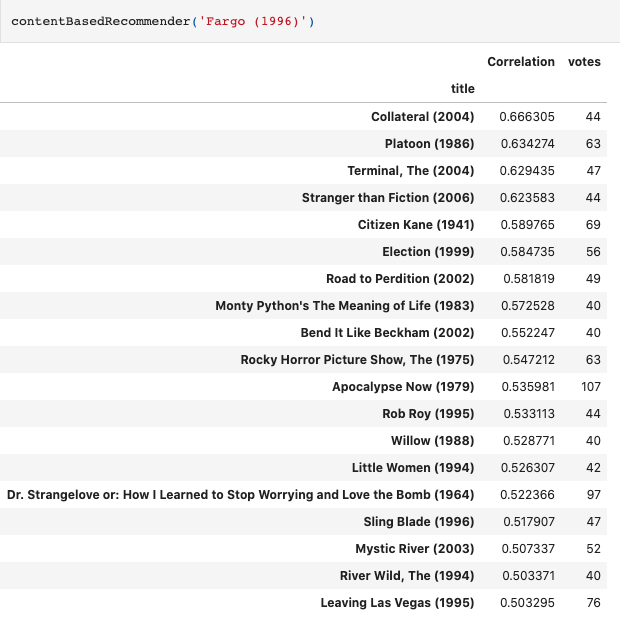 contentBasedRecommender('Fargo (1996)')
Correlation votes
title
Collateral (2004) 0.666305 44
Platoon (1986) 0.634274 63
Terminal, The (2004) 0.629435 47
Stranger than Fiction (2006) 0.623583 44
Citizen Kane (1941) 0.589765 69
Election (1999) 0.584735 56
Road to Perdition (2002) 0.581819 49
Monty Python's The Meaning of Life (1983) 0.572528 40
Bend It Like Beckham (2002) 0.552247 40
Rocky Horror Picture Show, The (1975) 0.547212 63
Apocalypse Now (1979) 0.535981 107
Rob Roy (1995) 0.533113 44
Willow (1988) 0.528771 40
Little Women (1994) 0.526307 42
Dr. Strangelove or: How I Learned to Stop Worrying and Love the Bomb (1964) 0.522366 97
Sling Blade (1996) 0.517907 47
Mystic River (2003) 0.507337 52
River Wild, The (1994) 0.503371 40
Leaving Las Vegas (1995) 0.503295 76